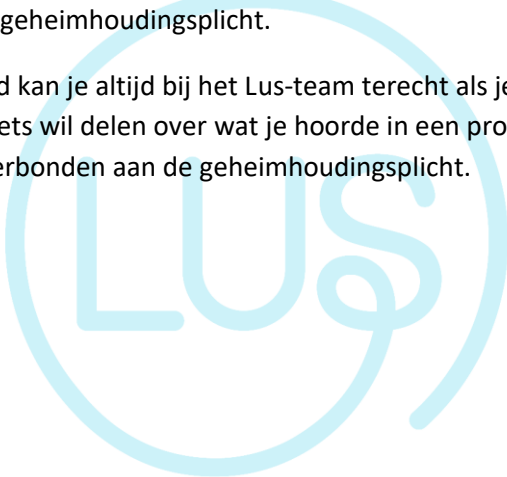 geheimhoudingsplicht.
d kan je altijd bij het Lus-team terecht als je
ets wil delen over wat je hoorde in een pro
erbonden aan de geheimhoudingsplicht.
LUS